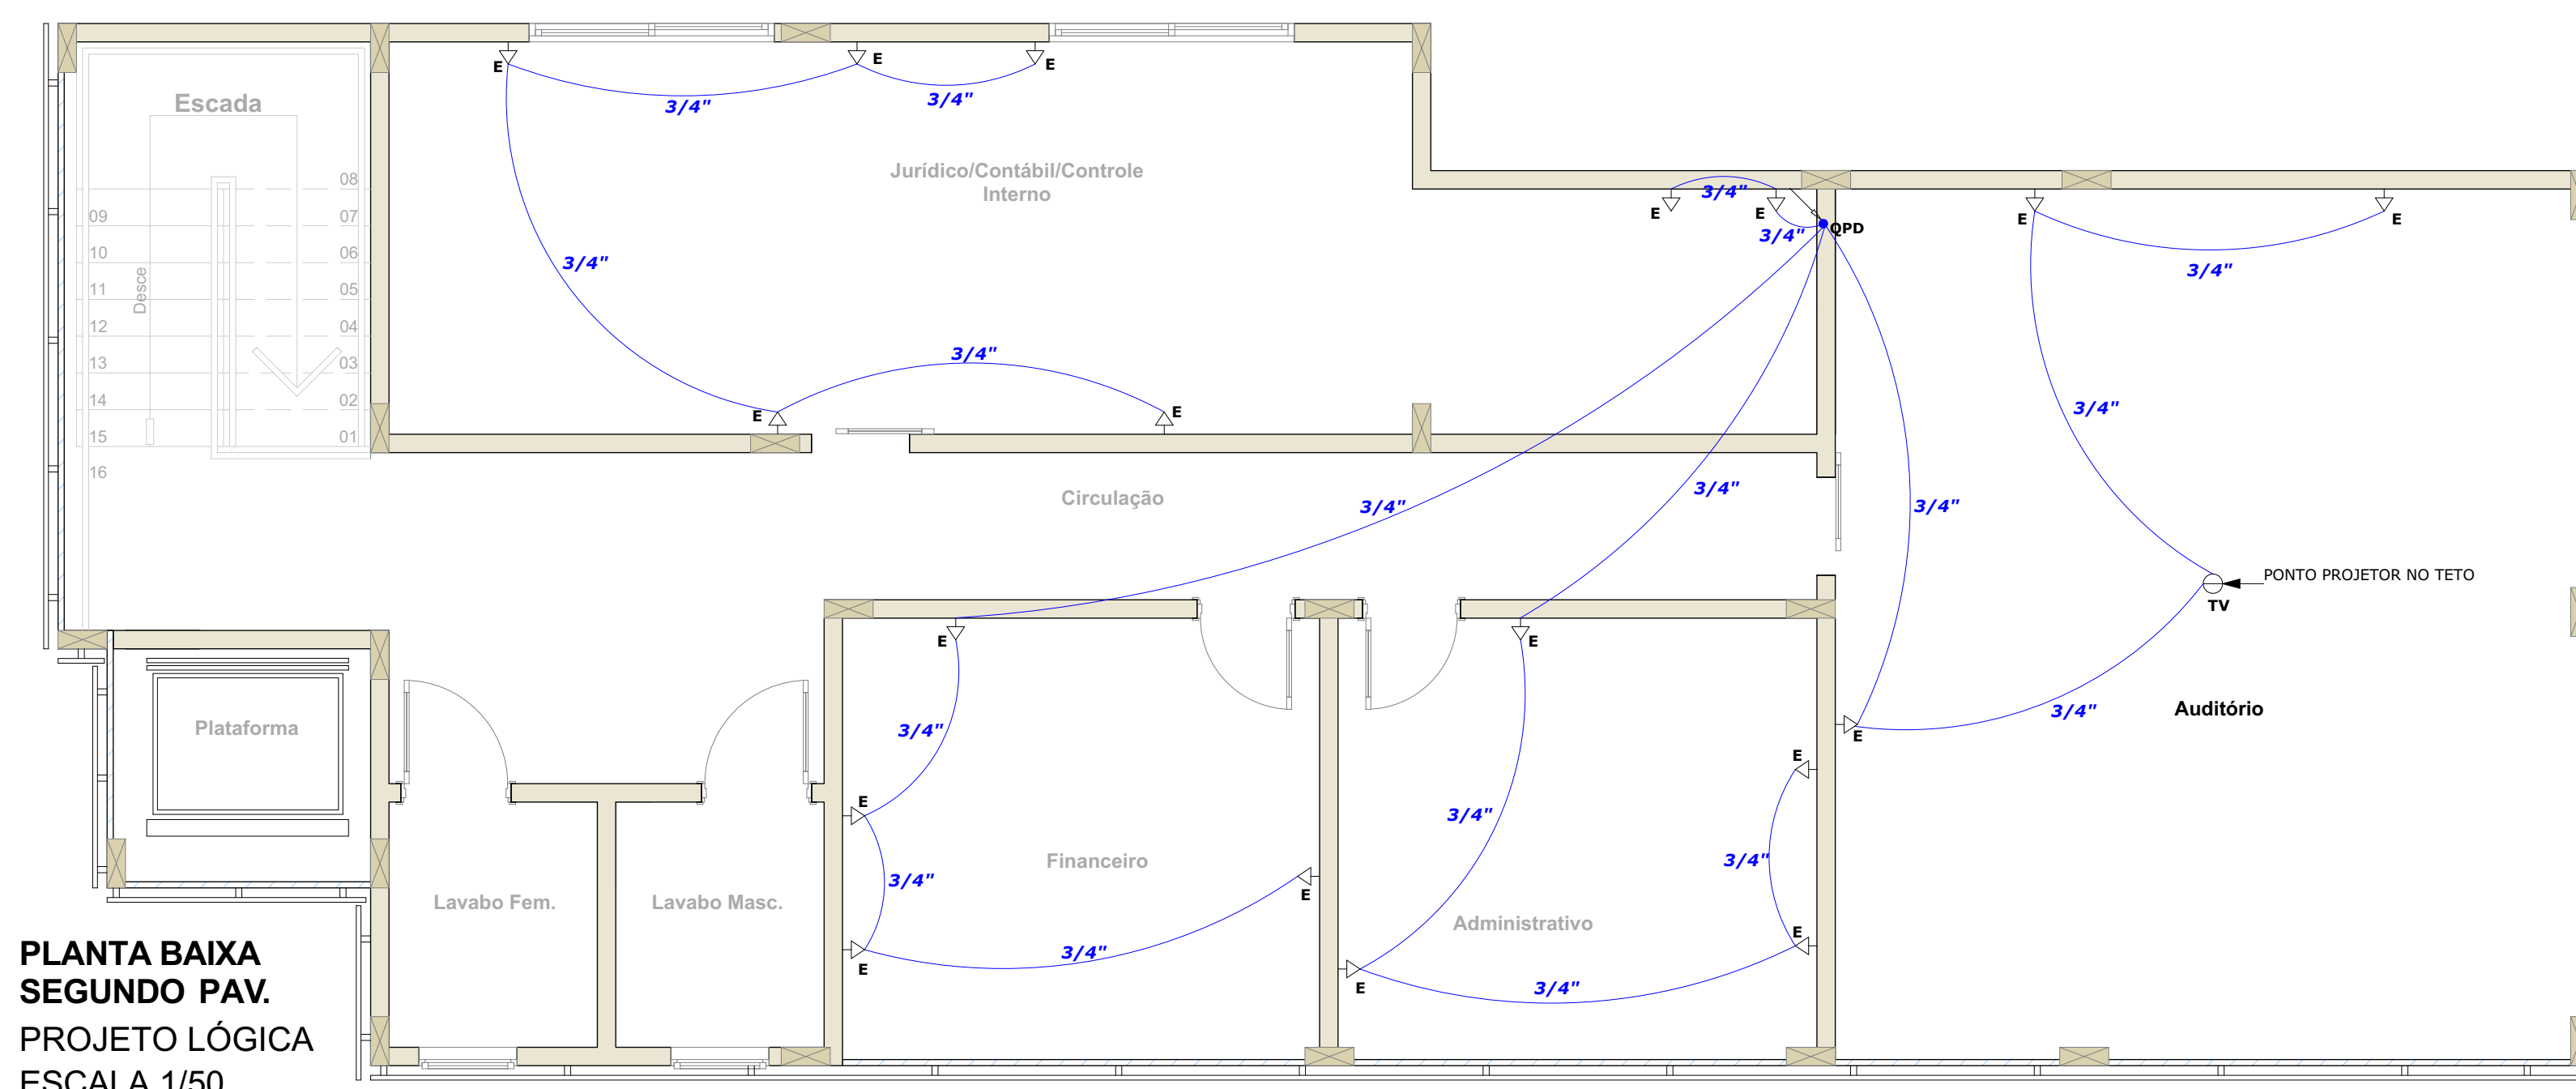 E
E
E
3/4"
3/4"
Escada
Jurídico/Contábil/Controle
Interno
08
09
07
10
06
11
05
Desce
12
04
13
03
14
02
15
01
16
3/4"
3/4"
E
E
E
3/4"
E
3/4"
QPD
E
E
3/4"
3/4"
Circulação
3/4"
3/4"
3/4"
PONTO PROJETOR NO TETO
TV
3/4"
Auditório
E
E
E
3/4"
Plataforma
E
3/4"
E
3/4"
Financeiro
3/4"
E
3/4"
E
Lavabo Fem.
Lavabo Masc.
Administrativo
E
3/4"
E
3/4"
E
PLANTA BAIXA
SEGUNDO PAV.
PROJETO LÓGICA
ESCALA 1/50